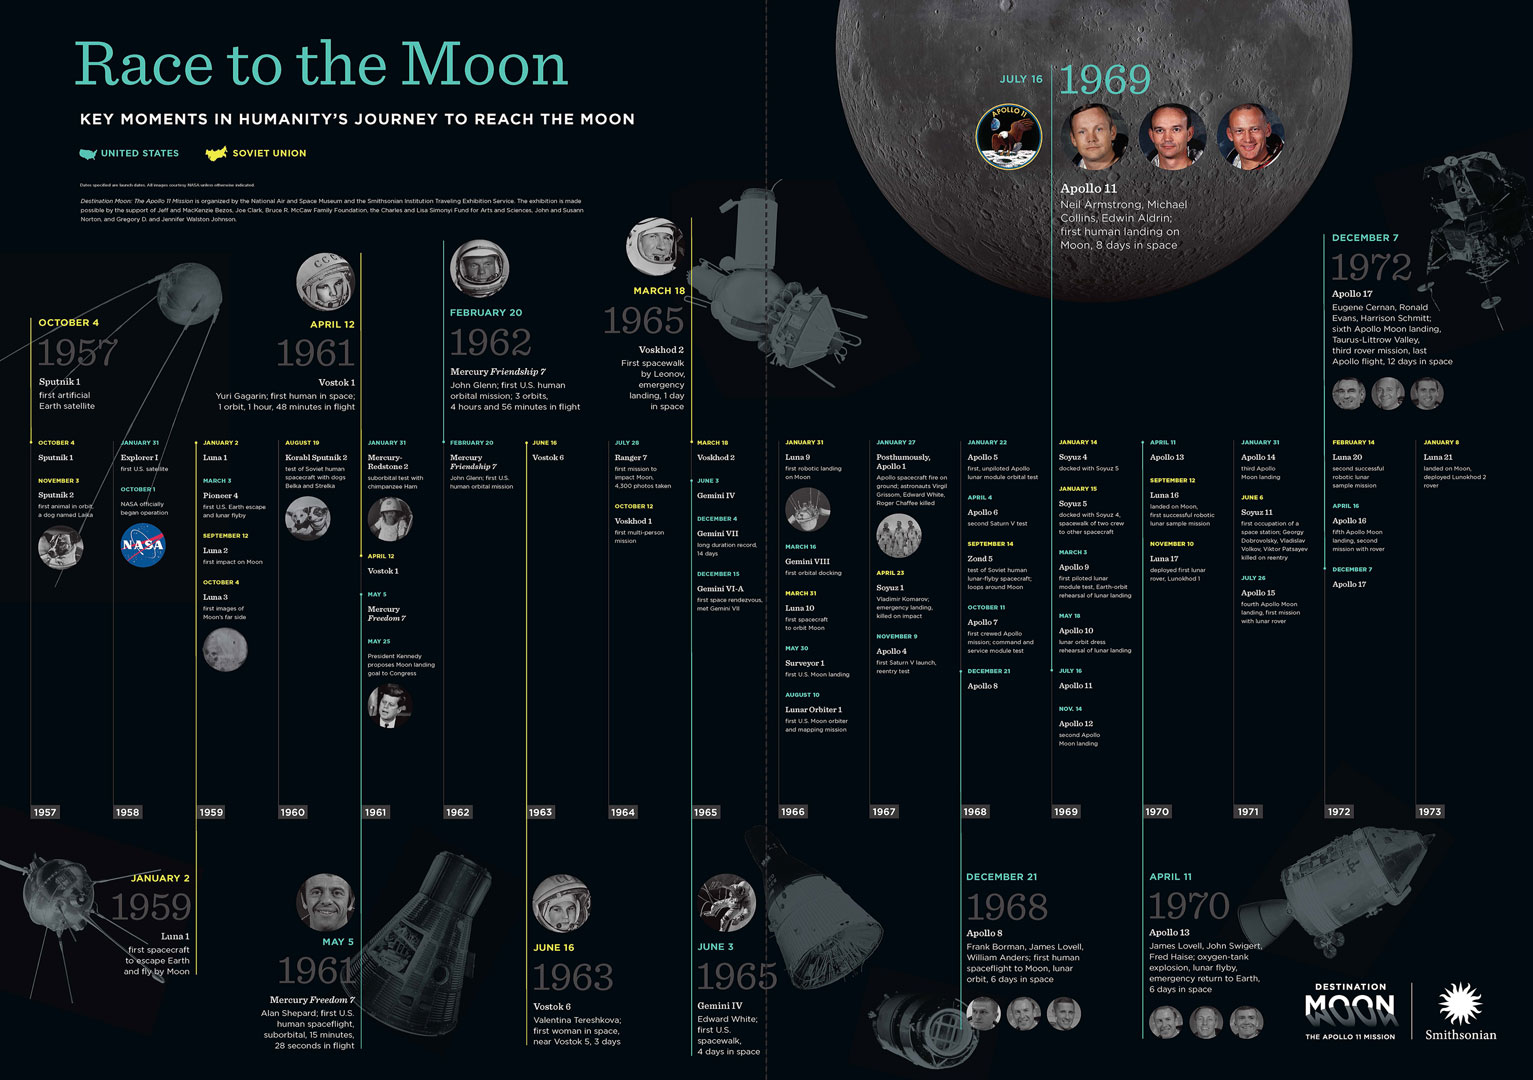 Race to the Moon
KEY MOMENTS IN HUMANITY'S JOURNEY TO REACH THE MOON
UNITED STATES
SOVIET UNION
Dates specified are launch dates. All images courtesy NASA unless otherwise indicated.
Destination Moon: The Apollo 11 Mission is organized by the National Air and Space Museum and the Smithsonian Institution Traveling Exhibition Service. The exhibition is made
possible by the support of Jeff and MacKenzie Bezos, Joe Clark, Bruce R. McCaw Family Foundation, the Charles and Lisa Simonyi Fund for Arts and Sciences, John and Susann
Norton, and Gregory D. and Jennifer Walston Johnson.
JULY 16
1969
APOLLO 11
Apollo 11
Neil Armstrong, Michael
Collins, Edwin Aldrin;
first human landing on
Moon, 8 days in space
OCTOBER 4
1957
Sputnik 1
first artificial
Earth satellite
CCCP
APRIL 12
1961
Vostok 1
Yuri Gagarin; first human in space;
1 orbit, 1 hour, 48 minutes in flight
FEBRUARY 20
1962
Mercury Friendship 7
John Glenn; first U.S. human
orbital mission; 3 orbits,
4 hours and 56 minutes in flight
MARCH 18
1965
Voskhod 2
First spacewalk
by Leonov,
emergency
landing, 1 day
in space
DECEMBER 7
1972
Apollo 17
Eugene Cernan, Ronald
Evans, Harrison Schmitt;
sixth Apollo Moon landing,
Taurus-Littrow Valley,
third rover mission, last
Apollo flight, 12 days in space
OCTOBER 4
Sputnik 1
NOVEMBER 3
Sputnik 2
first animal in orbit,
a dog named Laika
1957
JANUARY 31
Explorer I
first U.S. satellite
OCTOBER 1
NASA officially
began operation
NASA
1958
JANUARY 2
Luna 1
MARCH 3
Pioneer 4
first U.S. Earth escape
and lunar flyby
SEPTEMBER 12
Luna 2
first impact on Moon
OCTOBER 4
Luna 3
first images of
Moon's far side
1959
AUGUST 19
Korabl Sputnik 2
test of Soviet human
spacecraft with dogs
Belka and Strelka
1960
JANUARY 31
Mercury-
Redstone 2
suborbital test with
chimpanzee Ham
APRIL 12
Vostok 1
MAY 5
Mercury
Freedom 7
MAY 25
President Kennedy
proposes Moon landing
goal to Congress
1961
FEBRUARY 20
Mercury
Friendship 7
John Glenn; first U.S.
human orbital mission
1962
JUNE 16
Vostok 6
1963
JULY 28
Ranger 7
first mission to
impact Moon,
4,300 photos taken
OCTOBER 12
Voskhod 1
first multi-person
mission
1964
MARCH 18
Voskhod 2
JUNE 3
Gemini IV
DECEMBER 4
Gemini VII
long duration record,
14 days
DECEMBER 15
Gemini VI-A
first space rendezvous,
met Gemini VII
1965
JANUARY 31
Luna 9
first robotic landing
on Moon
MARCH 16
Gemini VIII
first orbital docking
MARCH 31
Luna 10
first spacecraft
to orbit Moon
MAY 30
Surveyor 1
first U.S. Moon landing
AUGUST 10
Lunar Orbiter 1
first U.S. Moon orbiter
and mapping mission
1966
JANUARY 27
Posthumously,
Apollo 1
Apollo spacecraft fire on
ground; astronauts Virgil
Grissom, Edward White,
Roger Chaffee killed
APRIL 23
Soyuz 1
Vladimir Komarov;
emergency landing,
killed on impact
NOVEMBER 9
Apollo 4
first Saturn V launch,
reentry test
1967
JANUARY 22
Apollo 5
first, unpiloted Apollo
lunar module orbital test
APRIL 4
Apollo 6
second Saturn V test
SEPTEMBER 14
Zond 5
test of Soviet human
lunar-flyby spacecraft;
loops around Moon
OCTOBER 11
Apollo 7
first crewed Apollo
mission; command and
service module test
DECEMBER 21
Apollo 8
1968
JANUARY 14
Soyuz 4
docked with Soyuz 5
JANUARY 15
Soyuz 5
docked with Soyuz 4,
spacewalk of two crew
to other spacecraft
MARCH 3
Apollo 9
first piloted lunar
module test, Earth-orbit
rehearsal of lunar landing
MAY 18
Apollo 10
lunar orbit dress
rehearsal of lunar landing
JULY 16
Apollo 11
NOV. 14
Apollo 12
second Apollo
Moon landing
1969
APRIL 11
Apollo 13
SEPTEMBER 12
Luna 16
landed on Moon,
first successful robotic
lunar sample mission
NOVEMBER 10
Luna 17
deployed first lunar
rover, Lunokhod 1
1970
JANUARY 31
Apollo 14
third Apollo
Moon landing
JUNE 6
Soyuz 11
first occupation of a
space station; Georgy
Dobrovolsky, Vladislav
Volkov, Viktor Patsayev
killed on reentry
JULY 26
Apollo 15
fourth Apollo Moon
landing, first mission
with lunar rover
1971
FEBRUARY 14
Luna 20
second successful
robotic lunar
sample mission
APRIL 16
Apollo 16
fifth Apollo Moon
landing, second
mission with rover
DECEMBER 7
Apollo 17
1972
JANUARY 8
Luna 21
landed on Moon,
deployed Lunokhod 2
rover
1973
JANUARY 2
1959
Luna 1
first spacecraft
to escape Earth
and fly by Moon
MAY 5
1961
Mercury Freedom 7
Alan Shepard; first U.S.
human spaceflight,
suborbital, 15 minutes,
28 seconds in flight
JUNE 16
1963
Vostok 6
Valentina Tereshkova;
first woman in space,
near Vostok 5, 3 days
JUNE 3
1965
Gemini IV
Edward White;
first U.S.
spacewalk,
4 days in space
DECEMBER 21
1968
Apollo 8
Frank Borman, James Lovell,
William Anders; first human
spaceflight to Moon, lunar
orbit, 6 days in space
APRIL 11
1970
Apollo 13
James Lovell, John Swigert,
Fred Haise; oxygen-tank
explosion, lunar flyby,
emergency return to Earth,
6 days in space
DESTINATION
MOON
THE APOLLO 11 MISSION
Smithsonian